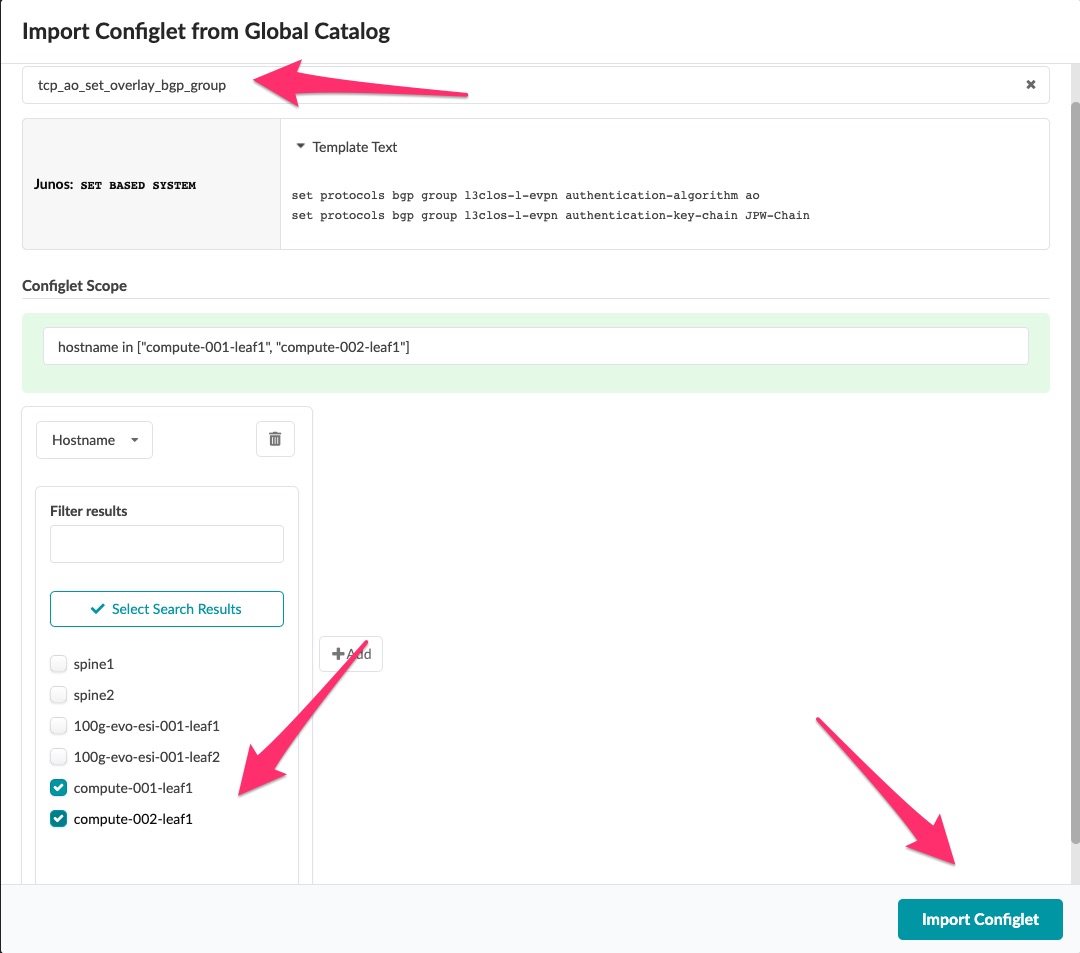 Import Configlet from Global Catalog
tcp_ao_set_overlay_bgp_group
Template Text
Junos: SET BASED SYSTEM
set protocols bgp group l3clos-l-evpn authentication-algorithm ao
set protocols bgp group l3clos-l-evpn authentication-key-chain JPW-Chain
Configlet Scope
hostname in ["compute-001-leaf1", "compute-002-leaf1"]
Hostname
Filter results
Select Search Results
Add
spine1
spine2
100g-evo-esi-001-leaf1
100g-evo-esi-001-leaf2
compute-001-leaf1
compute-002-leaf1
Import Configlet